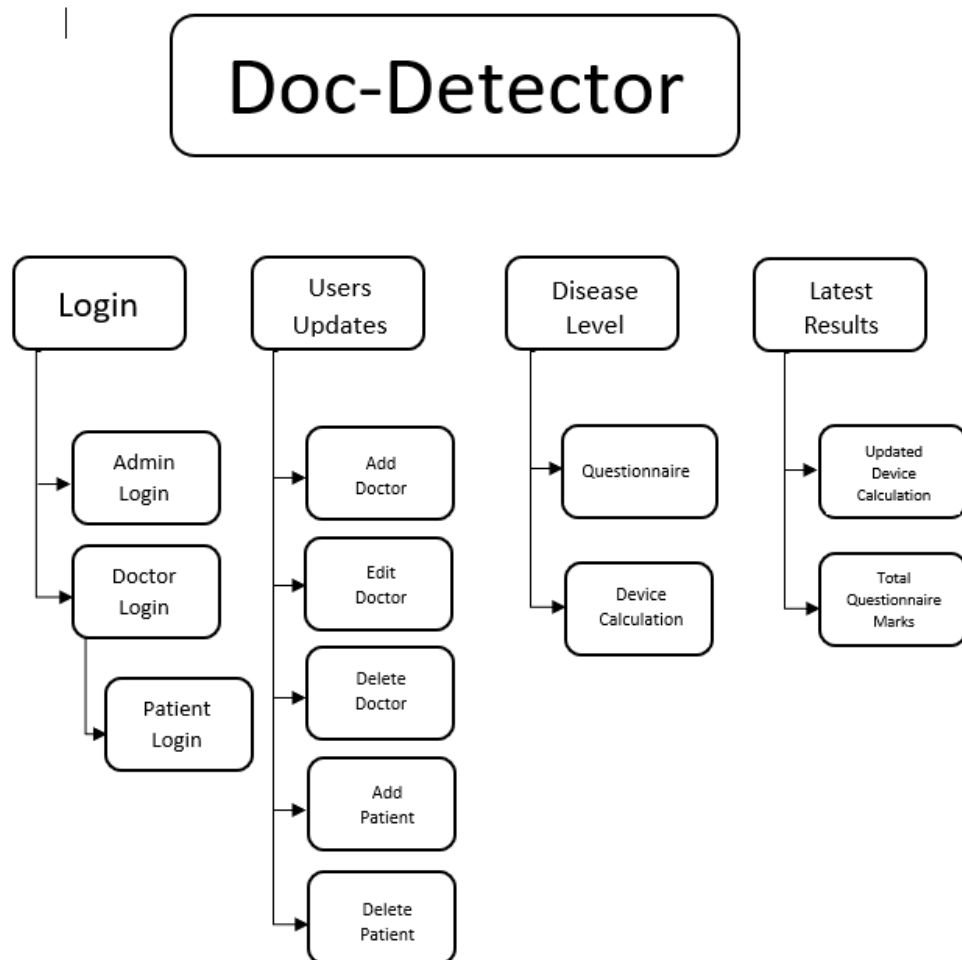 Doc-Detector
Login
Users
Updates
Disease
Level
Latest
Results
Admin
Login
Doctor
Login
Patient
Login
Add
Doctor
Edit
Doctor
Delete
Doctor
Add
Patient
Delete
Patient
Questionnaire
Device
Calculation
Updated
Device
Calculation
Total
Questionnaire
Marks